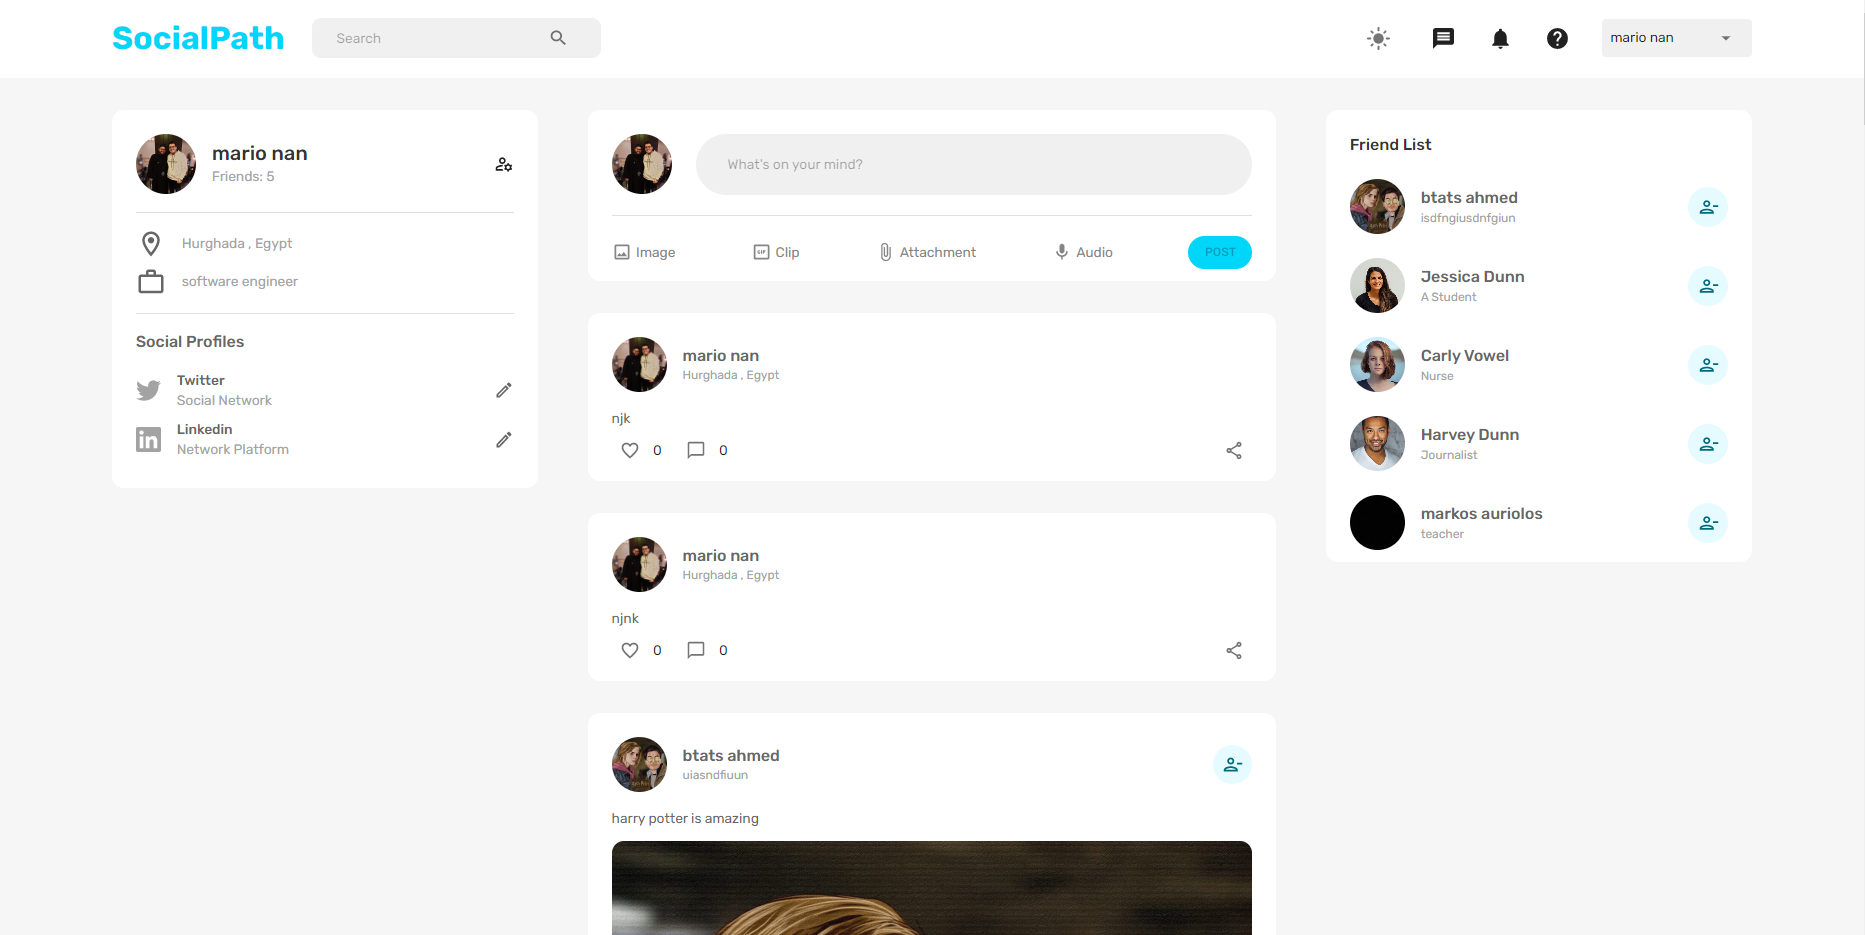 SocialPath
Search
mario nan
mario nan
Friends: 5
Hurghada , Egypt
software engineer
Social Profiles
Twitter
Social Network
Linkedin
Network Platform
What's on your mind?
Image
GIF
Clip
Attachment
Audio
POST
mario nan
Hurghada , Egypt
njk
0
0
mario nan
Hurghada , Egypt
njnk
0
0
btats ahmed
uiasndfiuun
harry potter is amazing
Friend List
btats ahmed
isdfngiusdnfgiun
Jessica Dunn
A Student
Carly Vowel
Nurse
Harvey Dunn
Journalist
markos auriolos
teacher